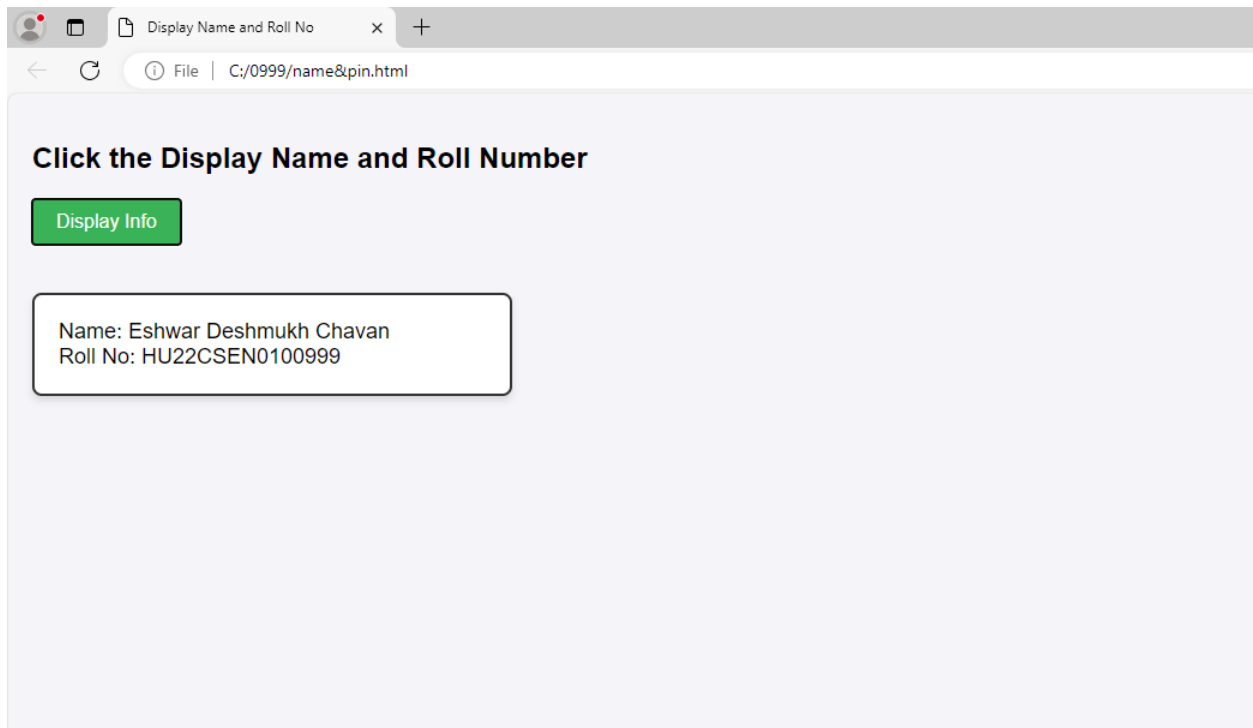 Display Name and Roll No
File | C:/0999/name&pin.html
Click the Display Name and Roll Number
Display Info
Name: Eshwar Deshmukh Chavan
Roll No: HU22CSEN0100999